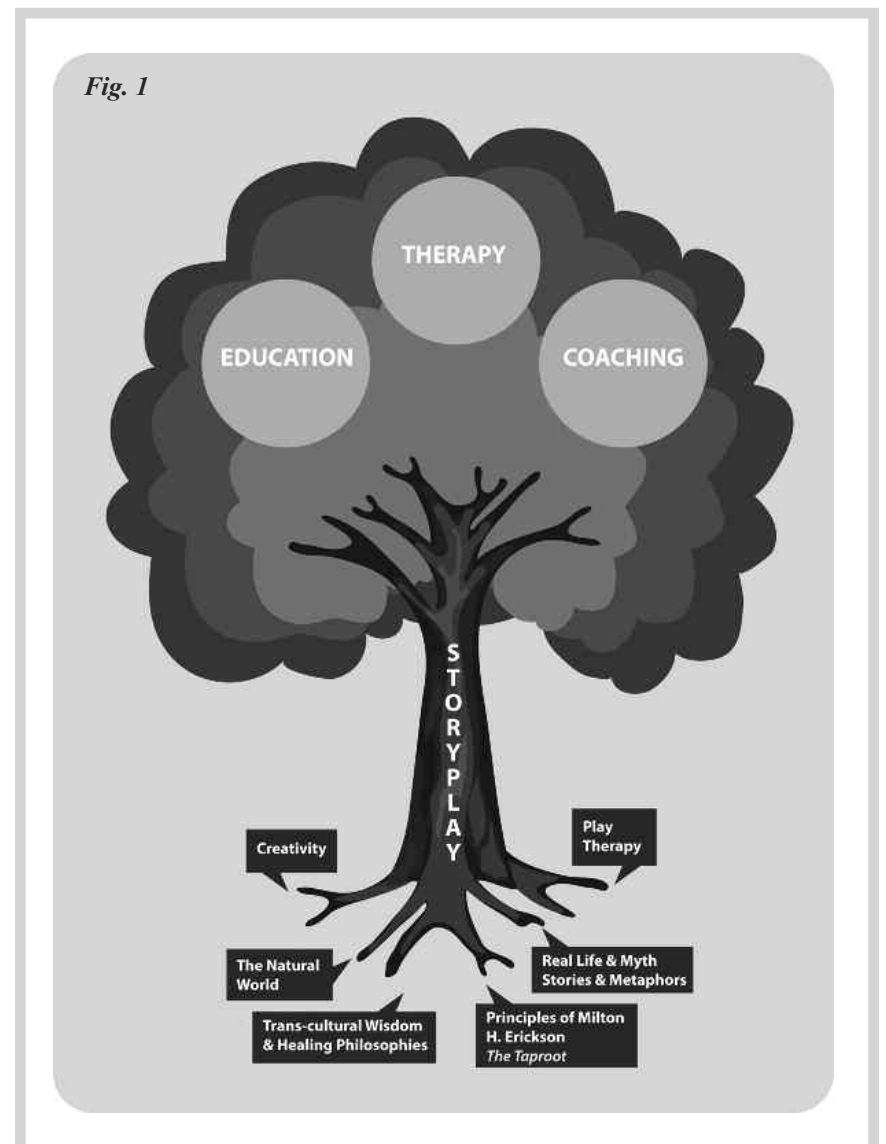 Fig. 1
THERAPY
EDUCATION
COACHING
STORYPLAY
Creativity
Play
Therapy
The Natural
World
Real Life & Myth
Stories & Metaphors
Trans-cultural Wisdom
& Healing Philosophies
Principles of Milton
H. Erickson
The Taproot